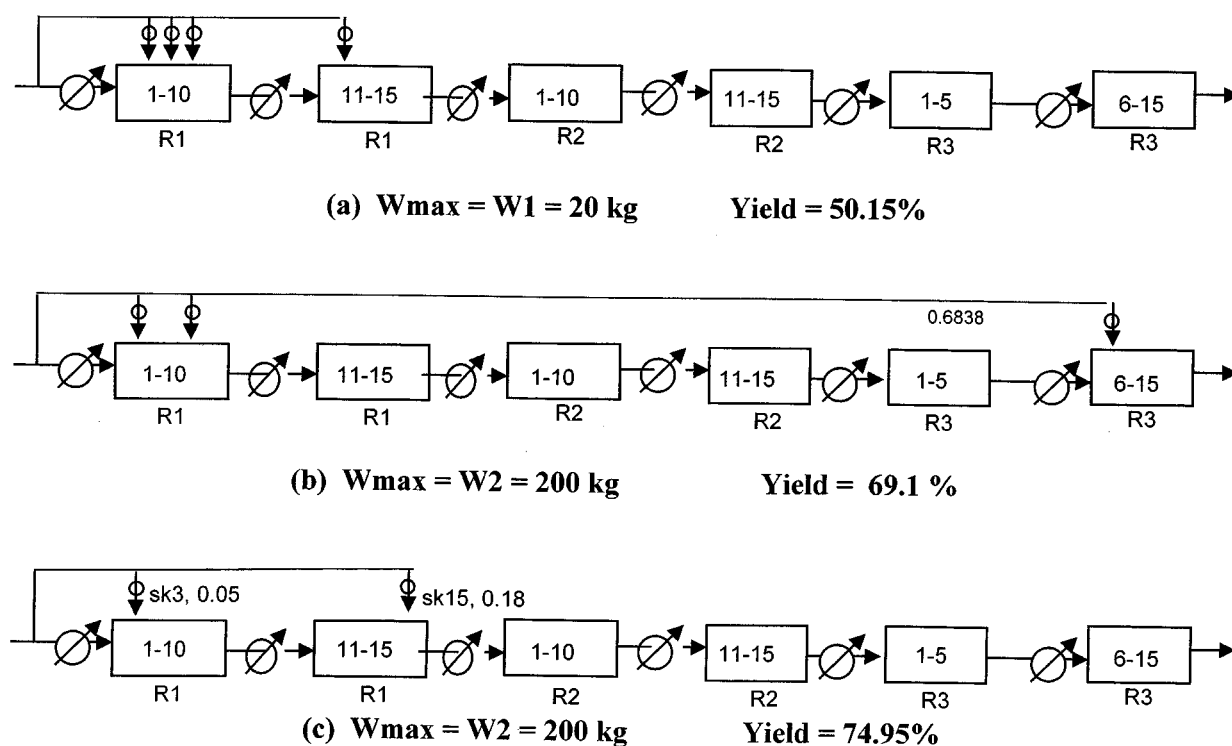 1-10 11-15 1-10 11-15 1-5 6-15
R1 R1 R2 R2 R3 R3
(a) Wmax = W1 = 20 kg Yield = 50.15%
0.6838
1-10 11-15 1-10 11-15 1-5 6-15
R1 R1 R2 R2 R3 R3
(b) Wmax = W2 = 200 kg Yield = 69.1 %
sk3, 0.05 sk15, 0.18
1-10 11-15 1-10 11-15 1-5 6-15
R1 R1 R2 R2 R3 R3
(c) Wmax = W2 = 200 kg Yield = 74.95%